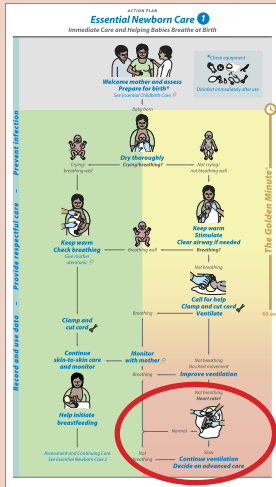 ACTION PLAN
Essential Newborn Care 1
Immediate Care and Helping Babies Breathe at Birth
Welcome mother and assess
Prepare for birth*
See Essential Childbirth Care
*Check equipment
Disinfect immediately after use
Baby born
Dry thoroughly
Crying/breathing?
Crying/
breathing well
Not crying/
not breathing well
Keep warm
Check breathing
Give mother
uterotonic
Breathing well
Keep warm
Stimulate
Clear airway if needed
Breathing?
Not breathing
Call for help
Clamp and cut cord
Ventilate
Breathing
60 sec
Clamp and
cut cord
Continue
skin-to-skin care
and monitor
Monitor
with mother
Not breathing
No chest movement
Breathing
Improve ventilation
Help initiate
breastfeeding
Not breathing
Heart rate?
Normal
Slow
Assessment and Continuing Care
See Essential Newborn Care 2
Not
breathing
Continue ventilation
Decide on advanced care
Record and use data - Provide respectful care - Prevent infection
The Golden Minute